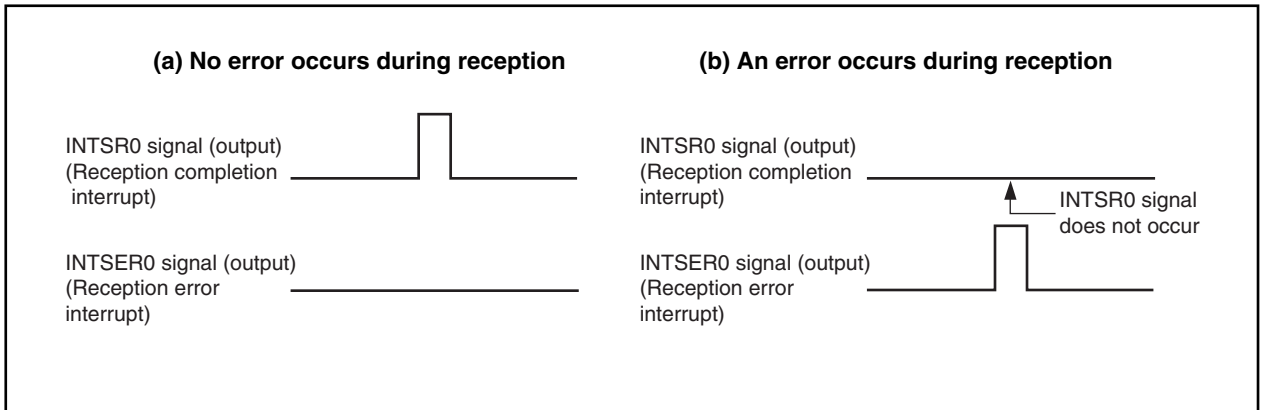 (a) No error occurs during reception
INTSR0 signal (output)
(Reception completion
interrupt)
INTSER0 signal (output)
(Reception error
interrupt)
(b) An error occurs during reception
INTSR0 signal (output)
(Reception completion
interrupt)
INTSR0 signal
does not occur
INTSER0 signal (output)
(Reception error
interrupt)